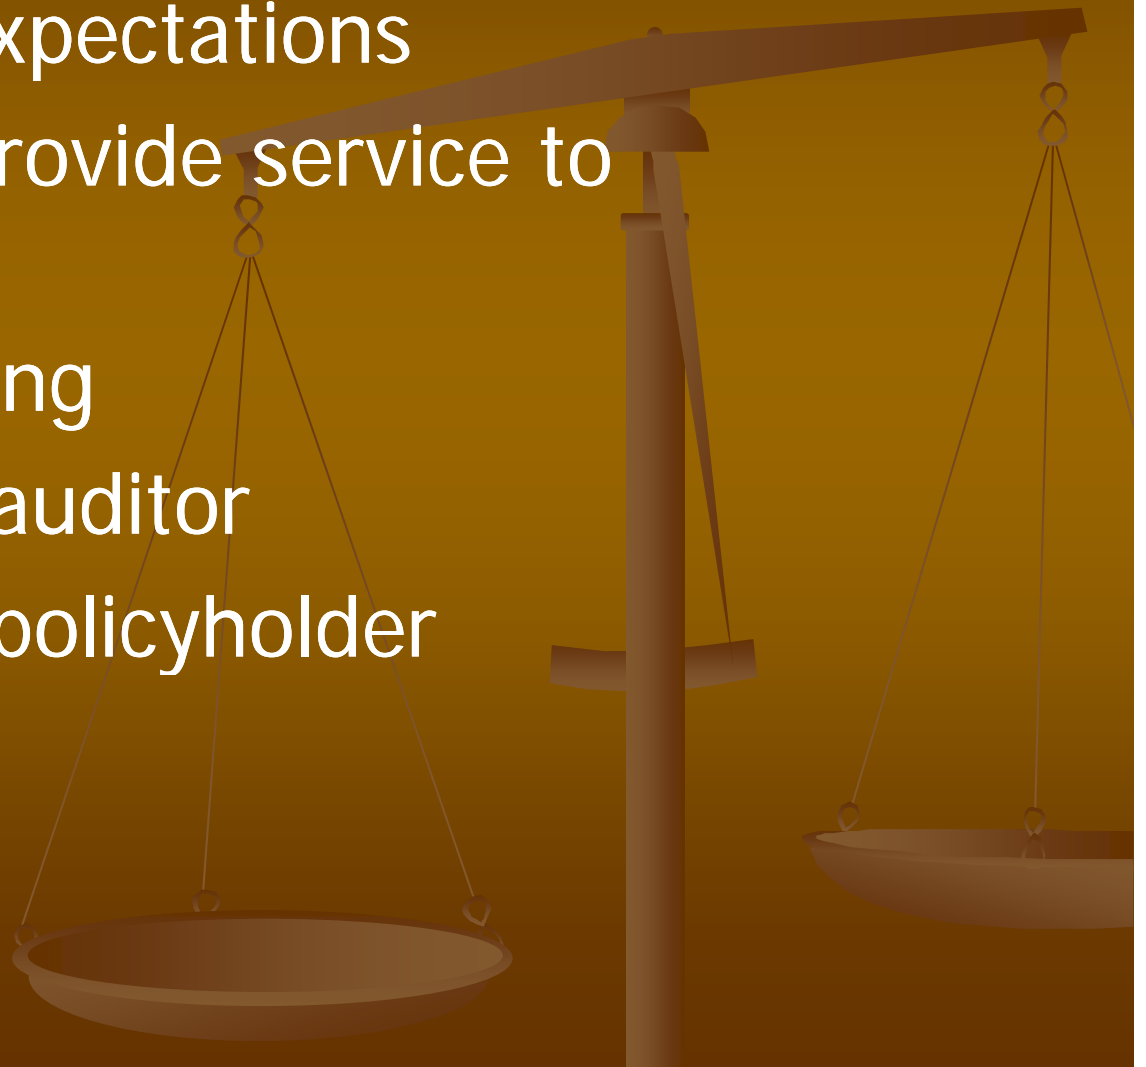 xpectations
rovide service to
ng
auditor
policyholder